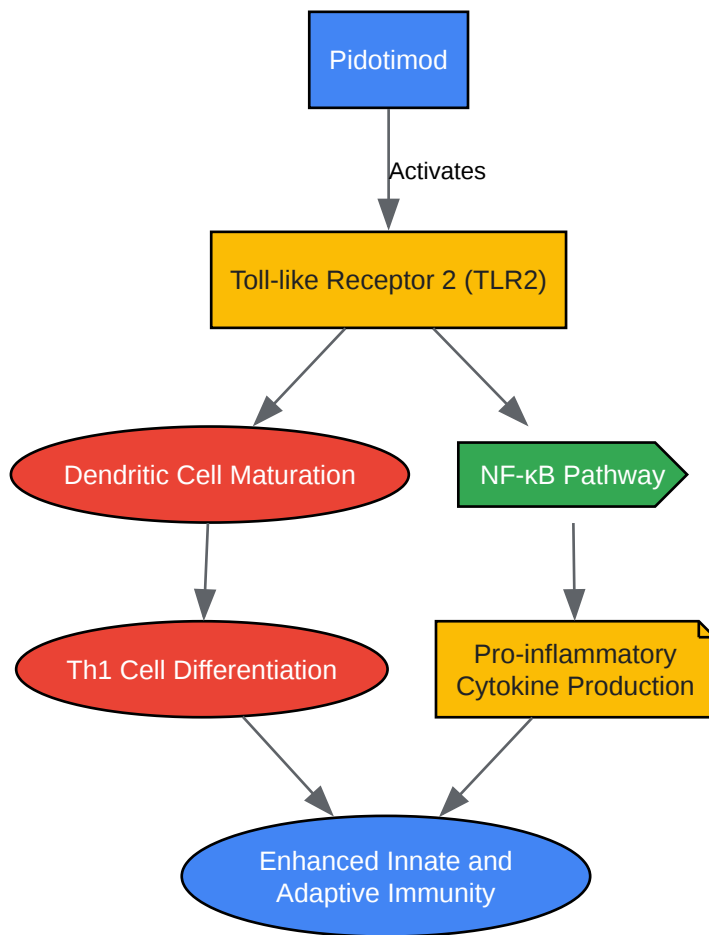 Pidotimod
Activates
Toll-like Receptor 2 (TLR2)
Dendritic Cell Maturation
NF-κB Pathway
Th1 Cell Differentiation
Pro-inflammatory
Cytokine Production
Enhanced Innate and
Adaptive Immunity